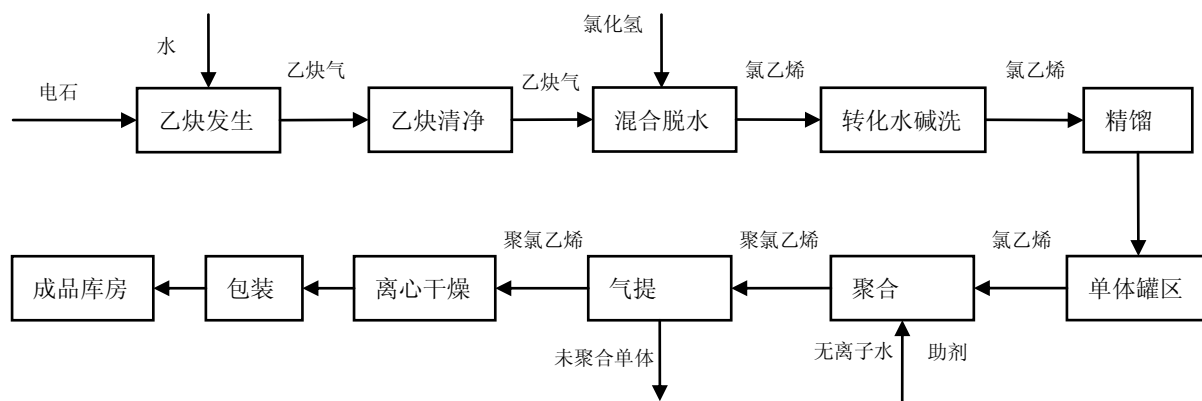 氯化氢
水
乙炔气
乙炔气
氯乙烯
氯乙烯
电石
乙炔发生
乙炔清净
混合脱水
转化水碱洗
精馏
聚氯乙烯
聚氯乙烯
氯乙烯
成品库房
包装
离心干燥
气提
聚合
单体罐区
未聚合单体
无离子水
助剂